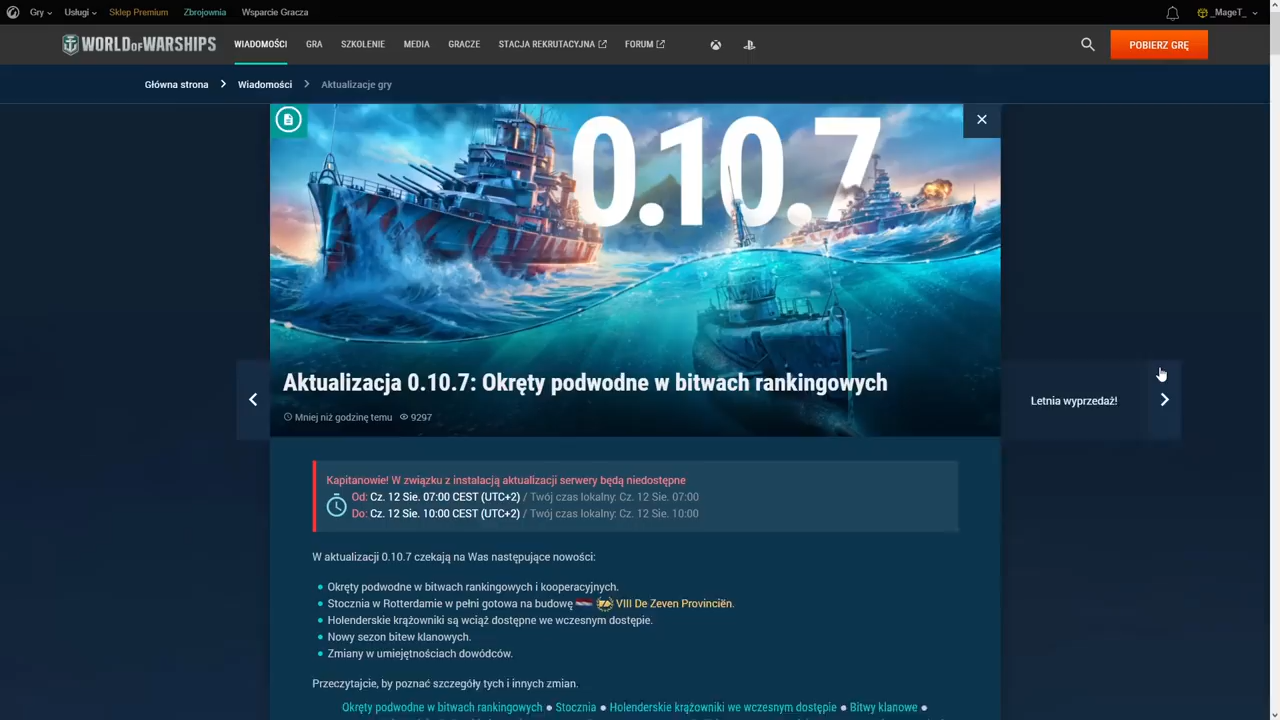 Gry Usługi Sklep Premium Zbrojownia Wsparcie Gracza _MageT_
WORLD OF WARSHIPS WIADOMOŚCI GRA SZKOLENIE MEDIA GRACZE STACJA REKRUTACYJNA FORUM POBIERZ GRĘ
Główna strona Wiadomości Aktualizacje gry
0.10.7
Aktualizacja 0.10.7: Okręty podwodne w bitwach rankingowych
Mniej niż godzinę temu 9297
Letnia wyprzedaż!
Kapitanowie! W związku z instalacją aktualizacji serwery będą niedostępne
Od: Cz. 12 Sie. 07:00 CEST (UTC+2) / Twój czas lokalny: Cz. 12 Sie. 07:00
Do: Cz. 12 Sie. 10:00 CEST (UTC+2) / Twój czas lokalny: Cz. 12 Sie. 10:00
W aktualizacji 0.10.7 czekają na Was następujące nowości:
Okręty podwodne w bitwach rankingowych i kooperacyjnych.
Stocznia w Rotterdamie w pełni gotowa na budowę VIII De Zeven Provinciën.
Holenderskie krążowniki są wciąż dostępne we wczesnym dostępie.
Nowy sezon bitew klanowych.
Zmiany w umiejętnościach dowódców.
Przeczytajcie, by poznać szczegóły tych i innych zmian.
Okręty podwodne w bitwach rankingowych ● Stocznia ● Holenderskie krążowniki we wczesnym dostępie ● Bitwy klanowe ●